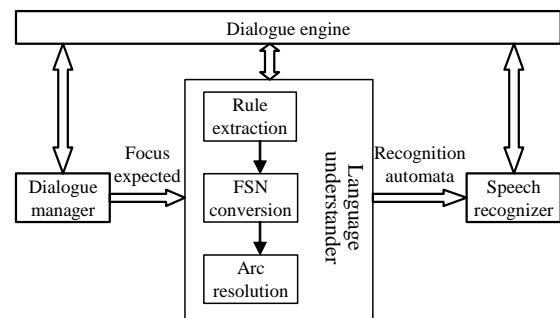 Dialogue engine
Rule
extraction
Focus
expected
Language
understander
Recognition
automata
Dialogue
manager
FSN
conversion
Speech
recognizer
Arc
resolution